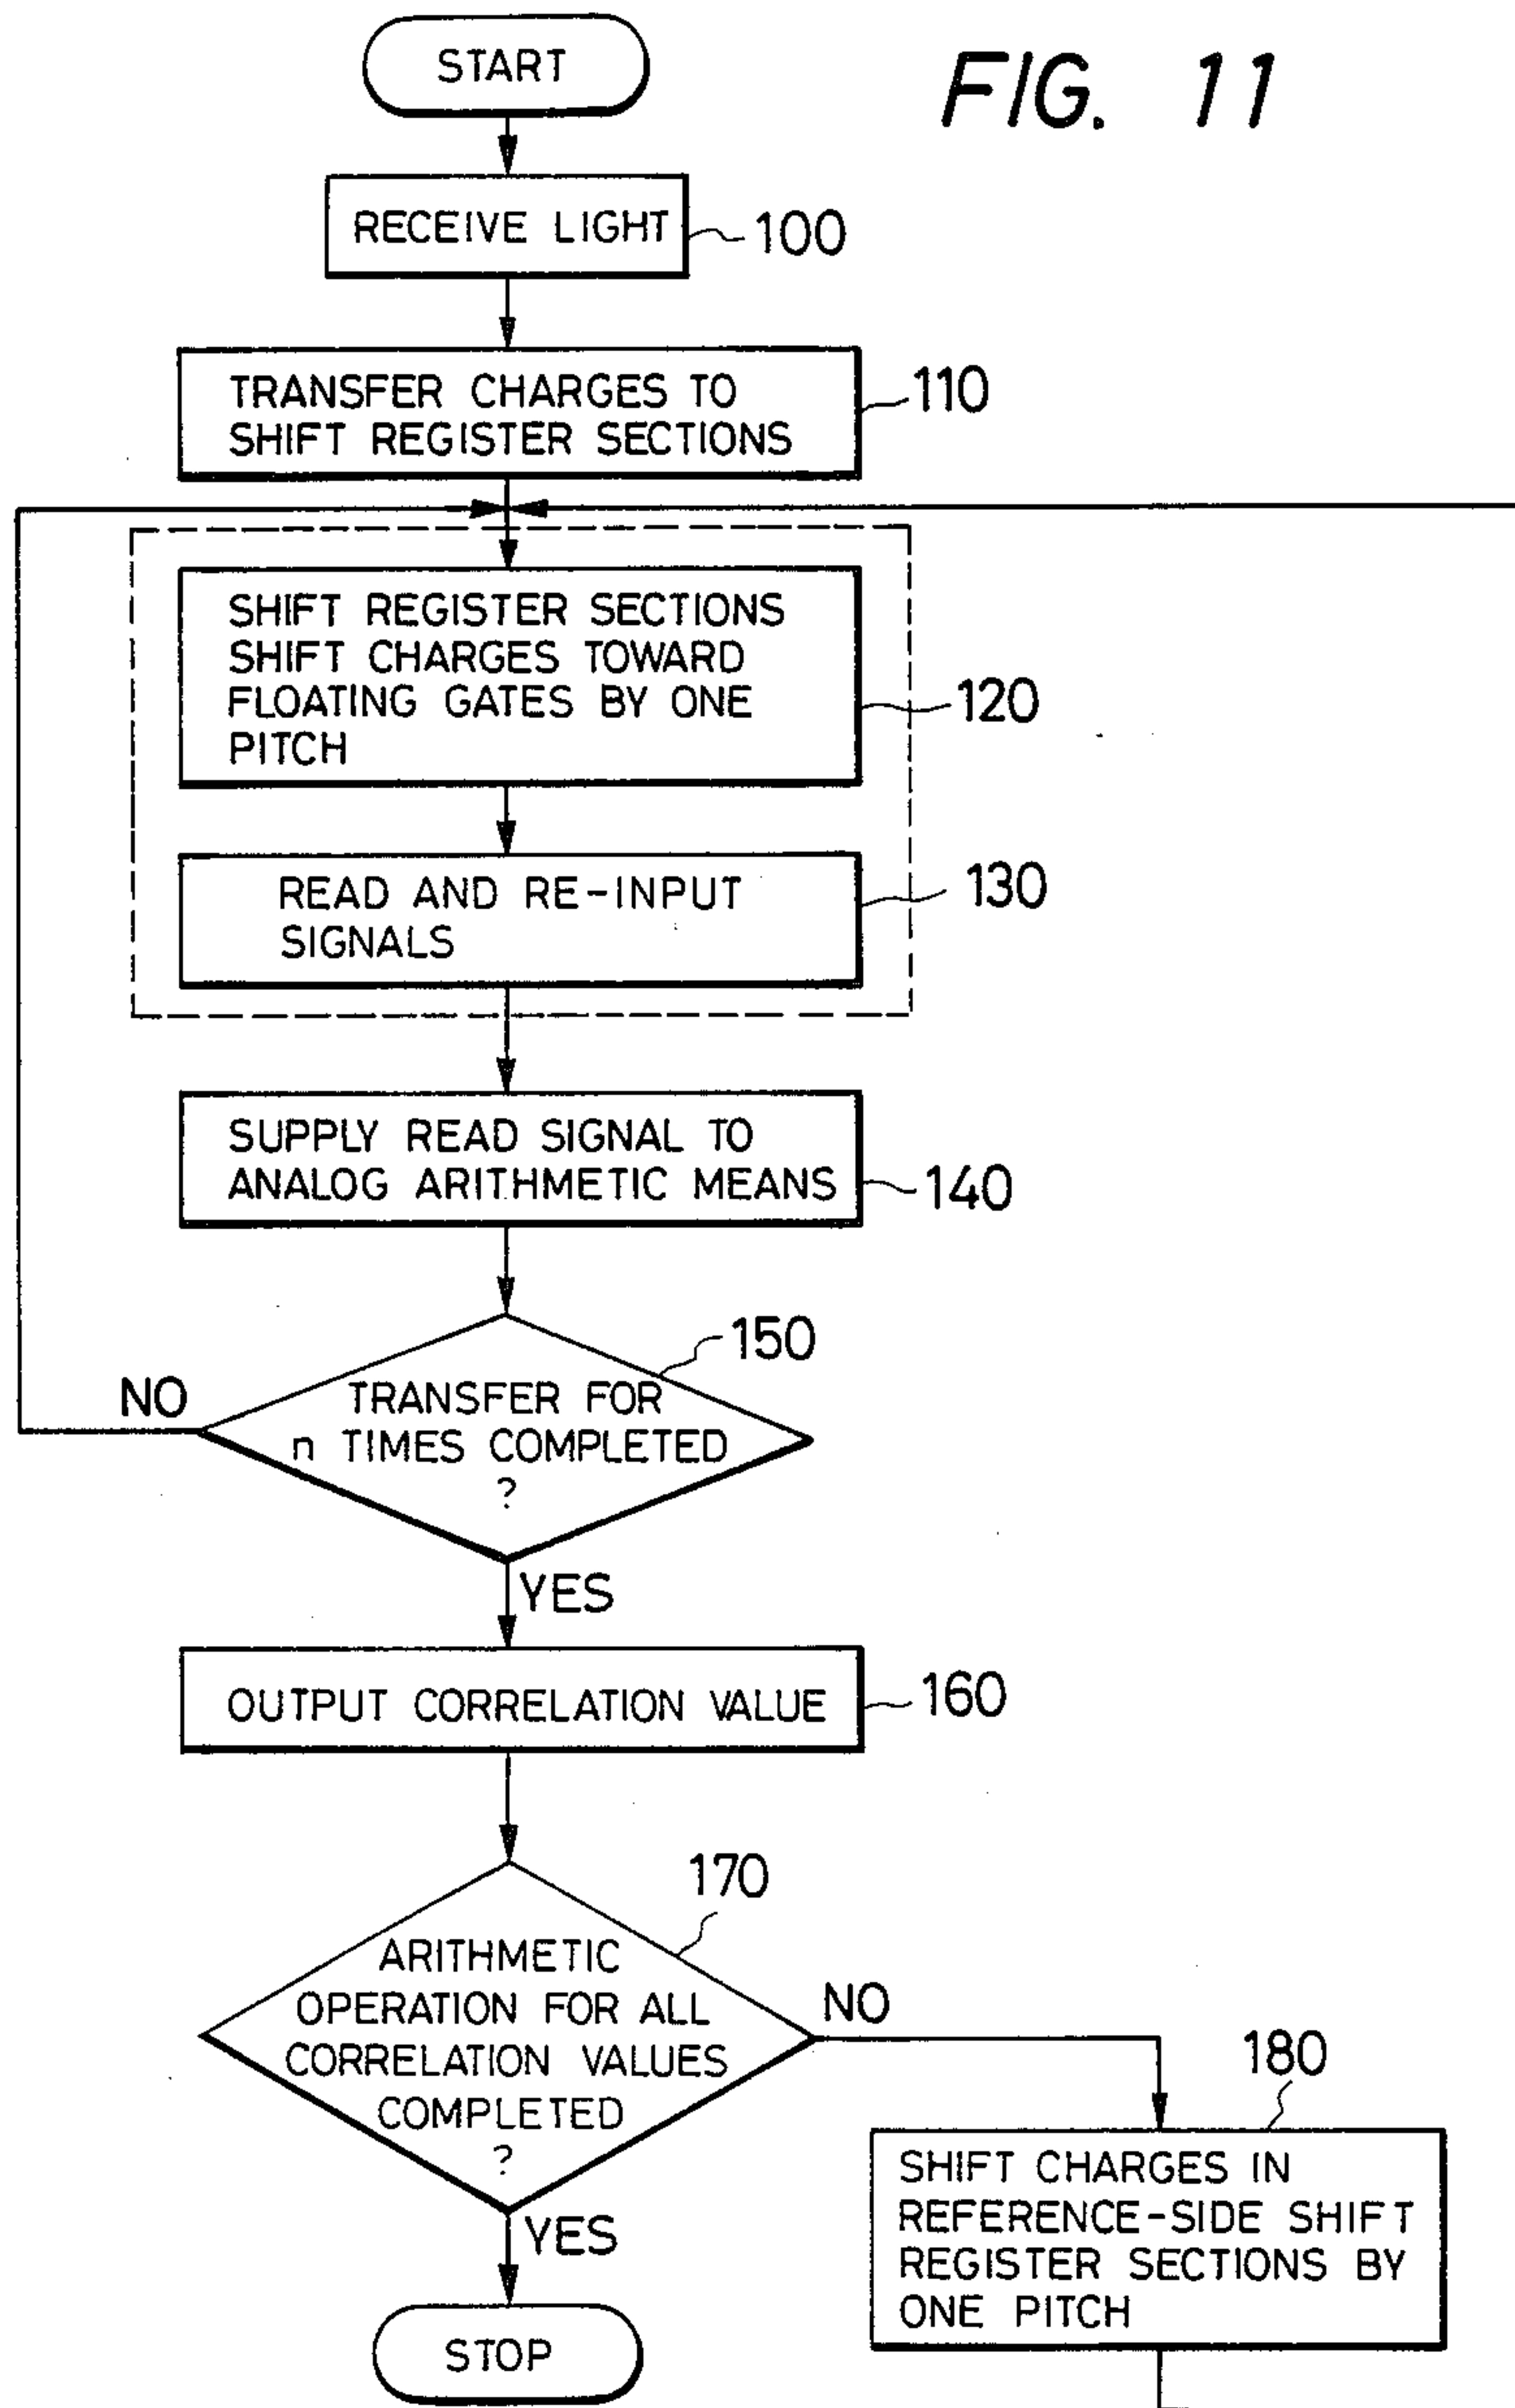 START
FIG. 11
RECEIVE LIGHT
100
TRANSFER CHARGES TO
SHIFT REGISTER SECTIONS
110
SHIFT REGISTER SECTIONS
SHIFT CHARGES TOWARD
FLOATING GATES BY ONE
PITCH
120
READ AND RE-INPUT
SIGNALS
130
SUPPLY READ SIGNAL TO
ANALOG ARITHMETIC MEANS
140
150
NO
TRANSFER FOR
n TIMES COMPLETED
?
YES
OUTPUT CORRELATION VALUE
160
170
ARITHMETIC
OPERATION FOR ALL
CORRELATION VALUES
COMPLETED
?
NO
180
SHIFT CHARGES IN
REFERENCE-SIDE SHIFT
REGISTER SECTIONS BY
ONE PITCH
YES
STOP